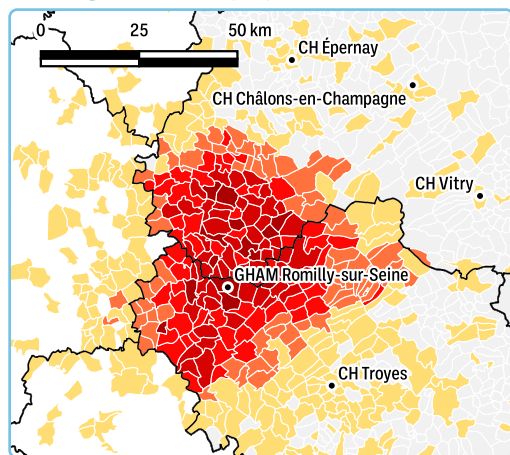 0 25 50 km
CH Épernay
CH Châlons-en-Champagne
CH Vitry
GHAM Romilly-sur-Seine
CH Troyes